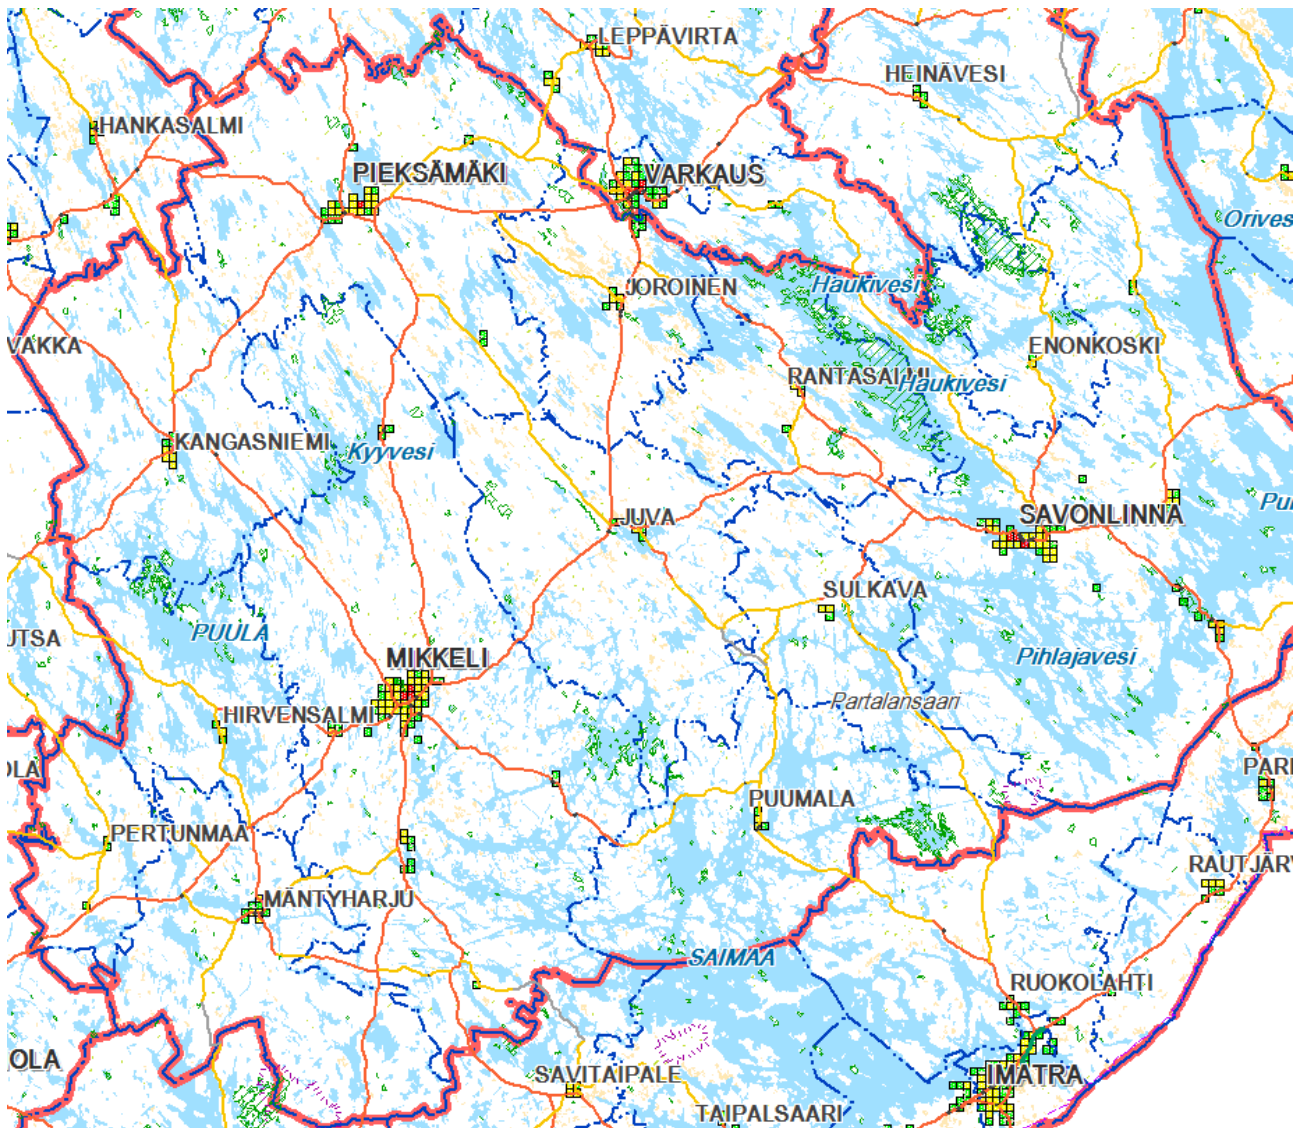 LEPPÄVIRTA
HEINÄVESI
HANKASALMI
PIEKSÄMÄKI
VARKAUS
Orives
Haukivesi
JOROINEN
VAKKA
ENONKOSKI
RANTASALMI
Haukivesi
KANGASNIEMI
Kyyvesi
JUVA
SAVONLINNA
SULKAVA
PUULA
UTSA
MIKKELI
Pihlajavesi
Partalansaari
HIRVENSALMI
OLA
PARI
PUUMALA
PERTUNMAA
RAUTJÄRV
MÄNTYHARJU
SAIMAA
RUOKOLAHTI
OLA
SAVITAIPALE
IMATRA
TAIPALSAARI